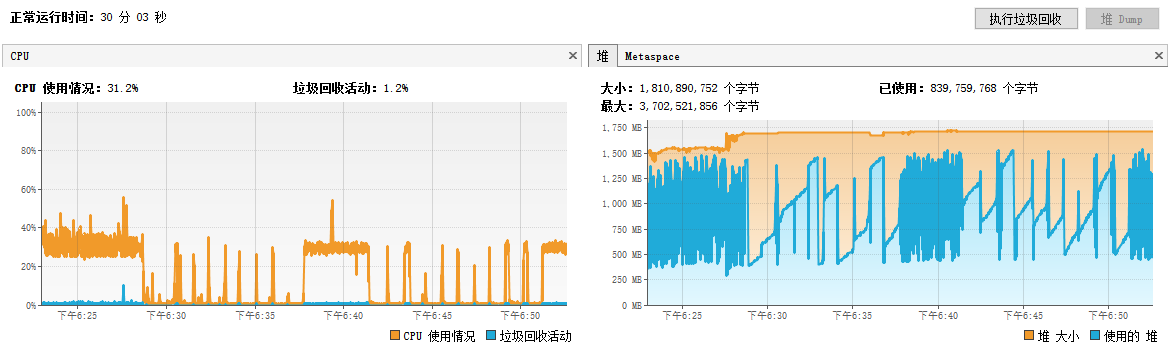 正常运行时间：30 分 03 秒
执行垃圾回收
堆 Dump
CPU
CPU 使用情况：31.2%
垃圾回收活动：1.2%
100%
80%
60%
40%
20%
0%
下午6:25
下午6:30
下午6:35
下午6:40
下午6:45
下午6:50
CPU 使用情况
垃圾回收活动
堆
Metaspace
大小：1,810,890,752 个字节
已使用：839,759,768 个字节
最大：3,702,521,856 个字节
1,750 MB
1,500 MB
1,250 MB
1,000 MB
750 MB
500 MB
250 MB
0 MB
下午6:25
下午6:30
下午6:35
下午6:40
下午6:45
下午6:50
堆 大小
使用的 堆